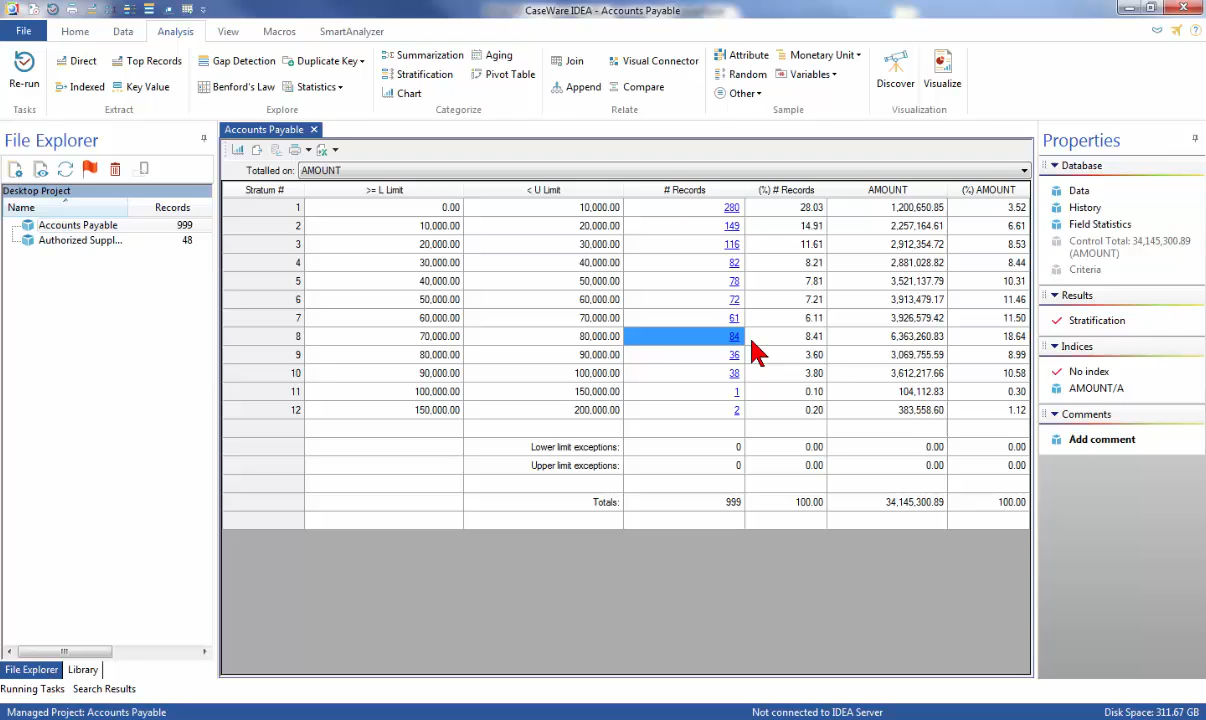 CaseWare IDEA - Accounts Payable
File Home Data Analysis View Macros SmartAnalyzer
Direct Top Records Gap Detection Duplicate Key Summarization Aging Join Visual Connector Attribute Monetary Unit
Stratification Pivot Table Random Variables
Re-run Indexed Key Value Benford's Law Statistics Chart Append Compare Other Discover Visualize
Tasks Extract Explore Categorize Relate Sample Visualization
File Explorer
Desktop Project
Name Records
Accounts Payable 999
Authorized Suppl... 48
File Explorer Library
Accounts Payable
Totalled on: AMOUNT
Stratum # >= L Limit < U Limit # Records (%) # Records AMOUNT (%) AMOUNT
1 0.00 10,000.00 280 28.03 1,200,650.85 3.52
2 10,000.00 20,000.00 149 14.91 2,257,164.61 6.61
3 20,000.00 30,000.00 116 11.61 2,912,354.72 8.53
4 30,000.00 40,000.00 82 8.21 2,881,028.82 8.44
5 40,000.00 50,000.00 78 7.81 3,521,137.79 10.31
6 50,000.00 60,000.00 72 7.21 3,913,479.17 11.46
7 60,000.00 70,000.00 61 6.11 3,926,579.42 11.50
8 70,000.00 80,000.00 84 8.41 6,363,260.83 18.64
9 80,000.00 90,000.00 36 3.60 3,069,755.59 8.99
10 90,000.00 100,000.00 38 3.80 3,612,217.66 10.58
11 100,000.00 150,000.00 1 0.10 104,112.83 0.30
12 150,000.00 200,000.00 2 0.20 383,558.60 1.12
Lower limit exceptions: 0 0.00 0.00 0.00
Upper limit exceptions: 0 0.00 0.00 0.00
Totals: 999 100.00 34,145,300.89 100.00
Properties
Database
Data
History
Field Statistics
Control Total: 34,145,300.89
(AMOUNT)
Criteria
Results
Stratification
Indices
No index
AMOUNT/A
Comments
Add comment
Running Tasks Search Results
Managed Project: Accounts Payable Not connected to IDEA Server Disk Space: 311.67 GB